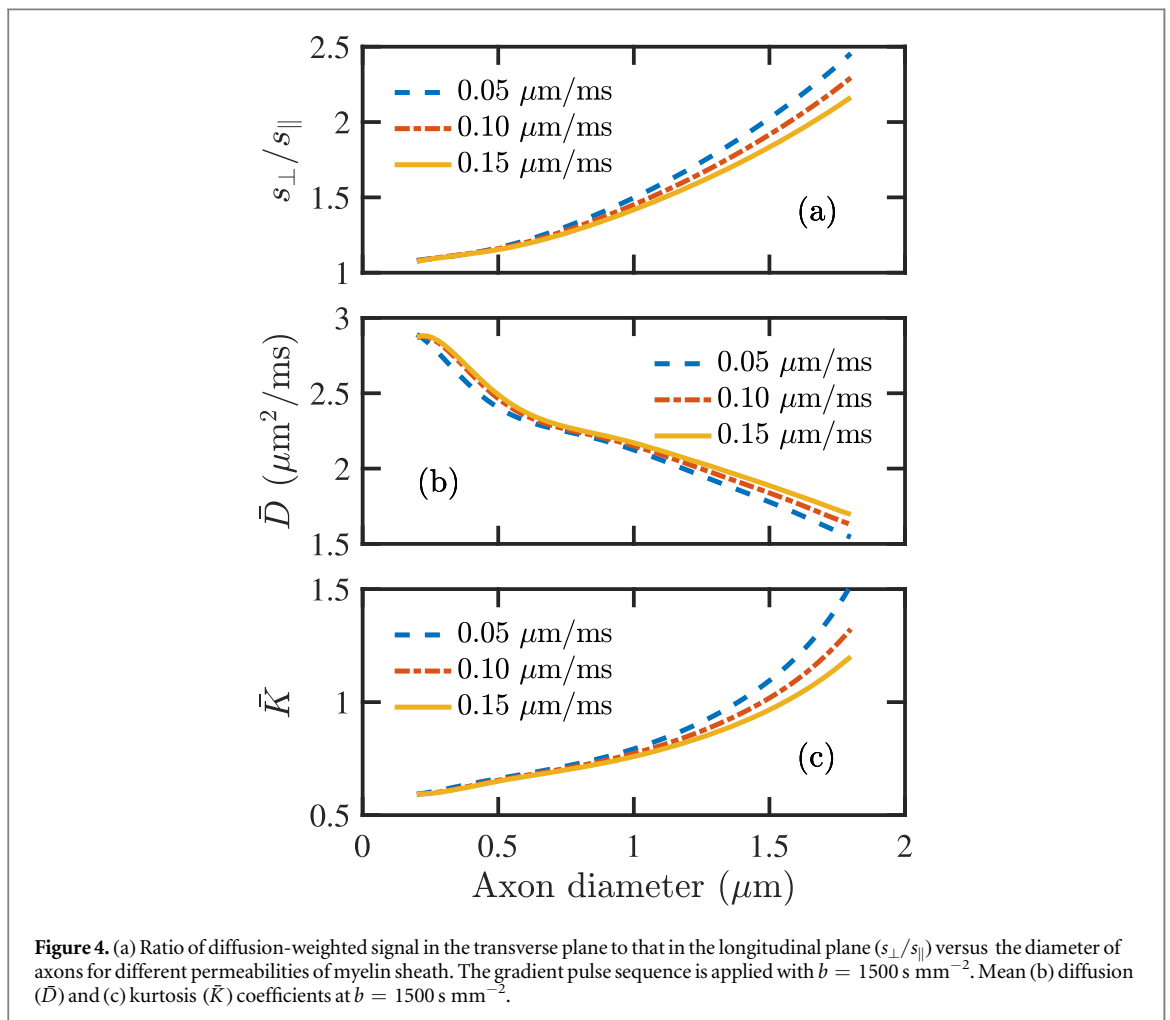 2.5
2
1.5
1
s⊥/s∥
0.05 μm/ms
0.10 μm/ms
0.15 μm/ms
(a)
3
2.5
2
1.5
D̄ (μm²/ms)
0.05 μm/ms
0.10 μm/ms
0.15 μm/ms
(b)
1.5
1
0.5
K̄
0.05 μm/ms
0.10 μm/ms
0.15 μm/ms
(c)
0 0.5 1 1.5 2
Axon diameter (μm)
Figure 4. (a) Ratio of diffusion-weighted signal in the transverse plane to that in the longitudinal plane (s⊥/s∥) versus the diameter of
axons for different permeabilities of myelin sheath. The gradient pulse sequence is applied with b = 1500 s mm⁻². Mean (b) diffusion
(D̄) and (c) kurtosis (K̄) coefficients at b = 1500 s mm⁻².